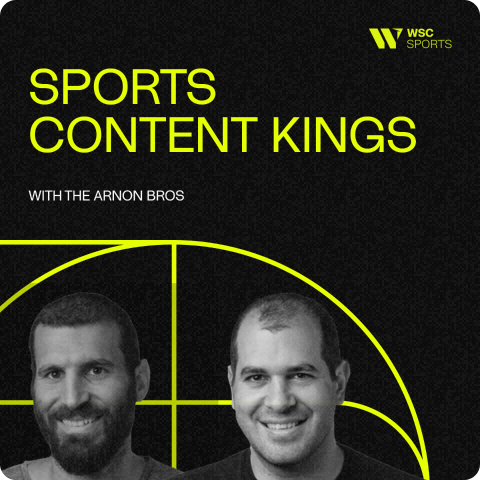 WSC
SPORTS
SPORTS
CONTENT KINGS
WITH THE ARNON BROS